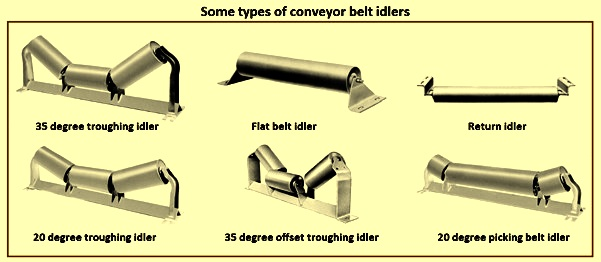 Some types of conveyor belt idlers
35 degree troughing idler
Flat belt idler
Return idler
20 degree troughing idler
35 degree offset troughing idler
20 degree picking belt idler